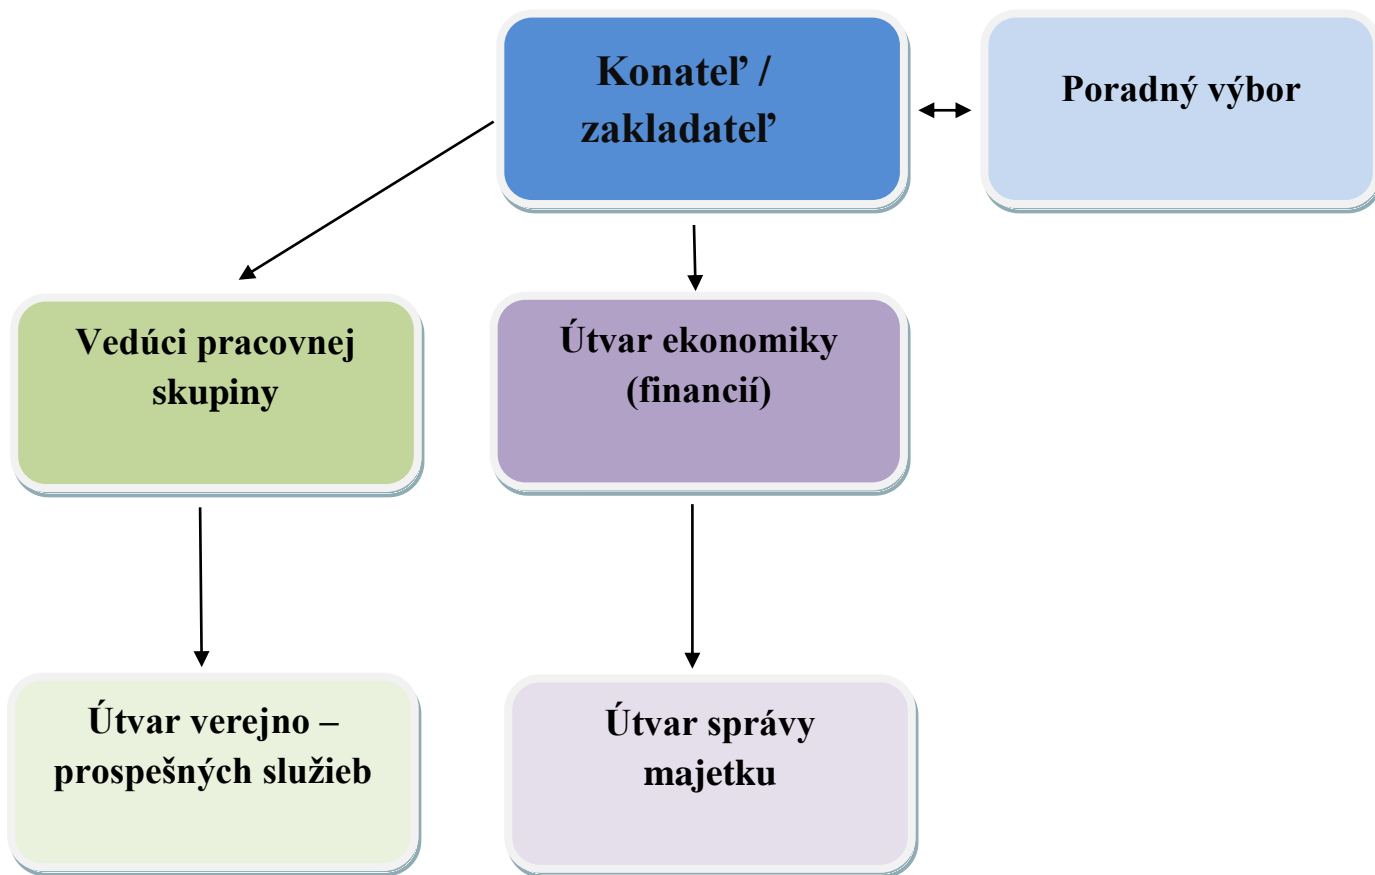 Konateľ /
zakladateľ
Poradný výbor
Vedúci pracovnej
skupiny
Útvar ekonomiky
(financií)
Útvar verejno –
prospešných služieb
Útvar správy
majetku